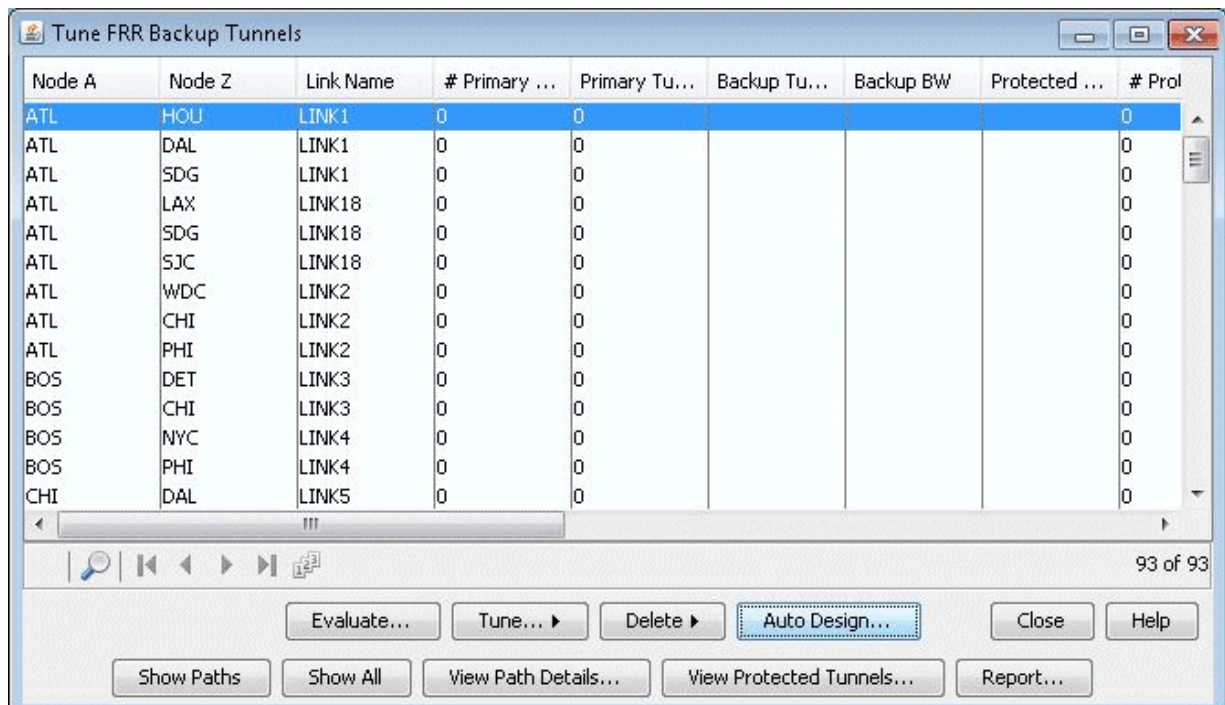 Tune FRR Backup Tunnels
Node A Node Z Link Name # Primary ... Primary Tu... Backup Tu... Backup BW Protected ... # Prol
ATL HOU LINK1 0 0 0
ATL DAL LINK1 0 0 0
ATL SDG LINK1 0 0 0
ATL LAX LINK18 0 0 0
ATL SDG LINK18 0 0 0
ATL SJC LINK18 0 0 0
ATL WDC LINK2 0 0 0
ATL CHI LINK2 0 0 0
ATL PHI LINK2 0 0 0
BOS DET LINK3 0 0 0
BOS CHI LINK3 0 0 0
BOS NYC LINK4 0 0 0
BOS PHI LINK4 0 0 0
CHI DAL LINK5 0 0 0
93 of 93
Evaluate... Tune... Delete Auto Design... Close Help
Show Paths Show All View Path Details... View Protected Tunnels... Report...